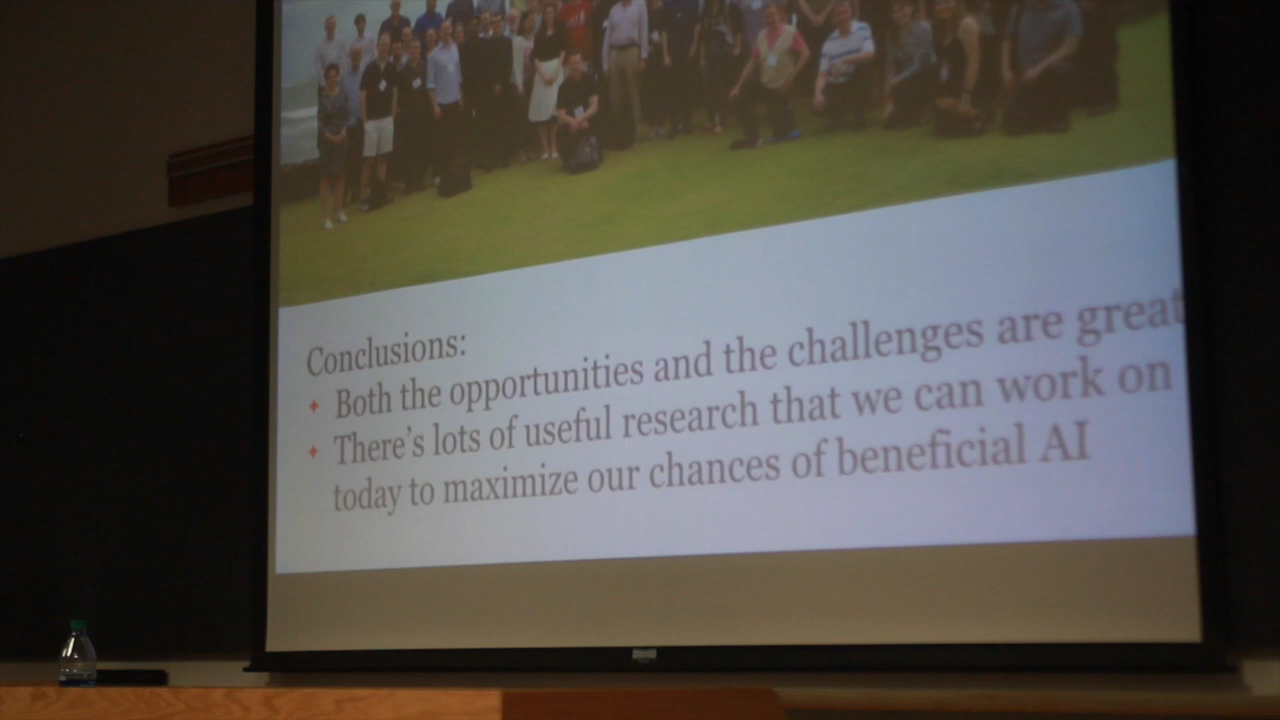 Conclusions:
Both the opportunities and the challenges are great
There's lots of useful research that we can work on
today to maximize our chances of beneficial AI